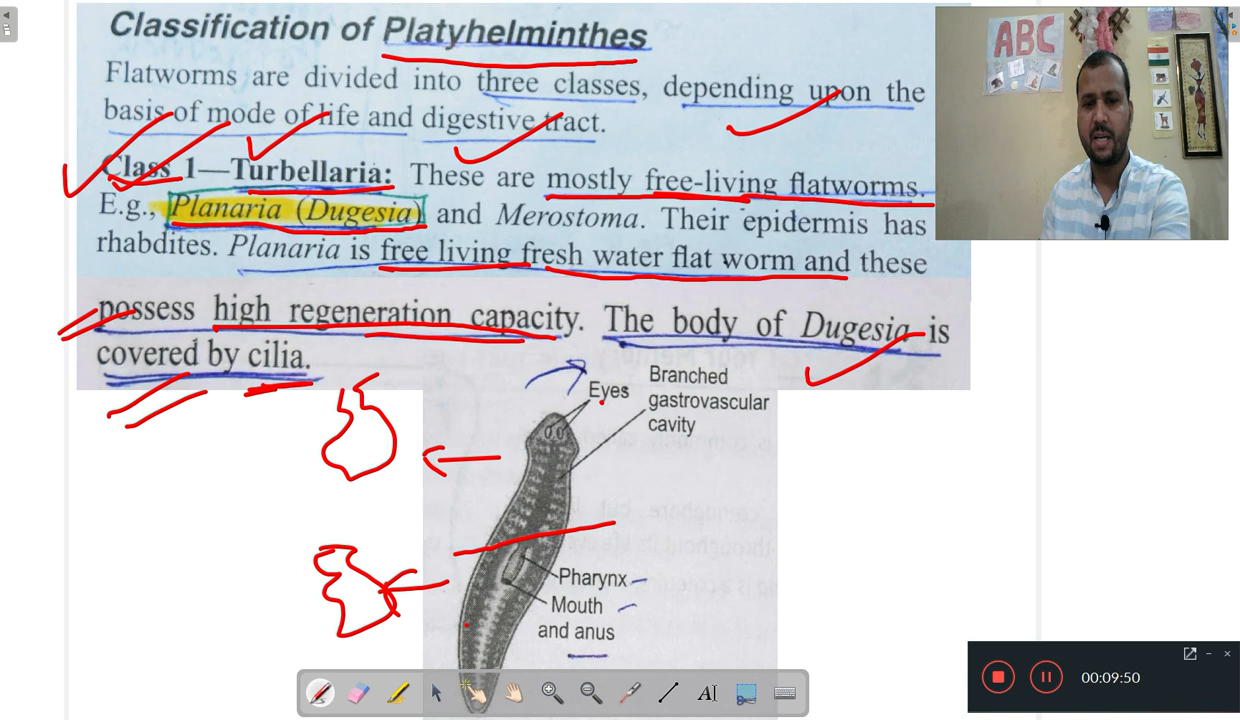 Classification of Platyhelminthes
Flatworms are divided into three classes, depending upon the
basis of mode of life and digestive tract.
Class 1—Turbellaria: These are mostly free-living flatworms.
E.g., Planaria (Dugesia) and Merostoma. Their epidermis has
rhabdites. Planaria is free living fresh water flat worm and these
possess high regeneration capacity. The body of Dugesia is
covered by cilia.
Eyes
Branched
gastrovascular
cavity
Pharynx
Mouth
and anus
ABC
AI
00:09:50